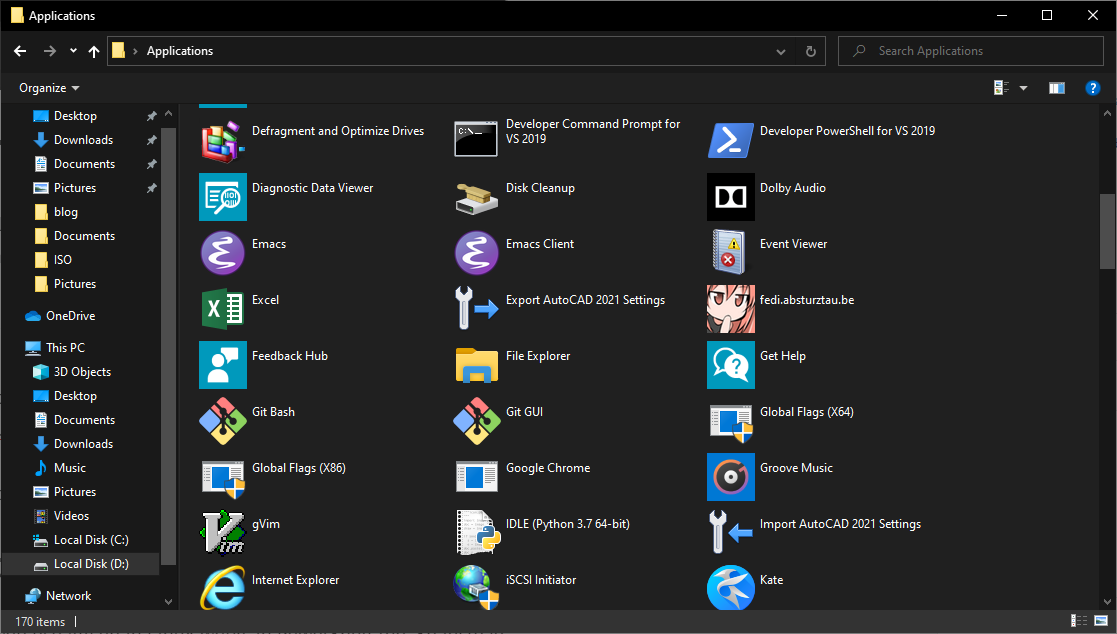 Applications
Applications
Search Applications
Organize
Desktop
Downloads
Documents
Pictures
blog
Documents
ISO
Pictures
OneDrive
This PC
3D Objects
Desktop
Documents
Downloads
Music
Pictures
Videos
Local Disk (C:)
Local Disk (D:)
Network
Defragment and Optimize Drives
C:\_
Developer Command Prompt for
VS 2019
Developer PowerShell for VS 2019
Diagnostic Data Viewer
Disk Cleanup
Dolby Audio
Emacs
Emacs Client
Event Viewer
Excel
Export AutoCAD 2021 Settings
fedi.absturztau.be
Feedback Hub
File Explorer
Get Help
Git Bash
Git GUI
Global Flags (X64)
Global Flags (X86)
Google Chrome
Groove Music
Vim
gVim
IDLE (Python 3.7 64-bit)
Import AutoCAD 2021 Settings
Internet Explorer
iSCSI Initiator
Kate
170 items